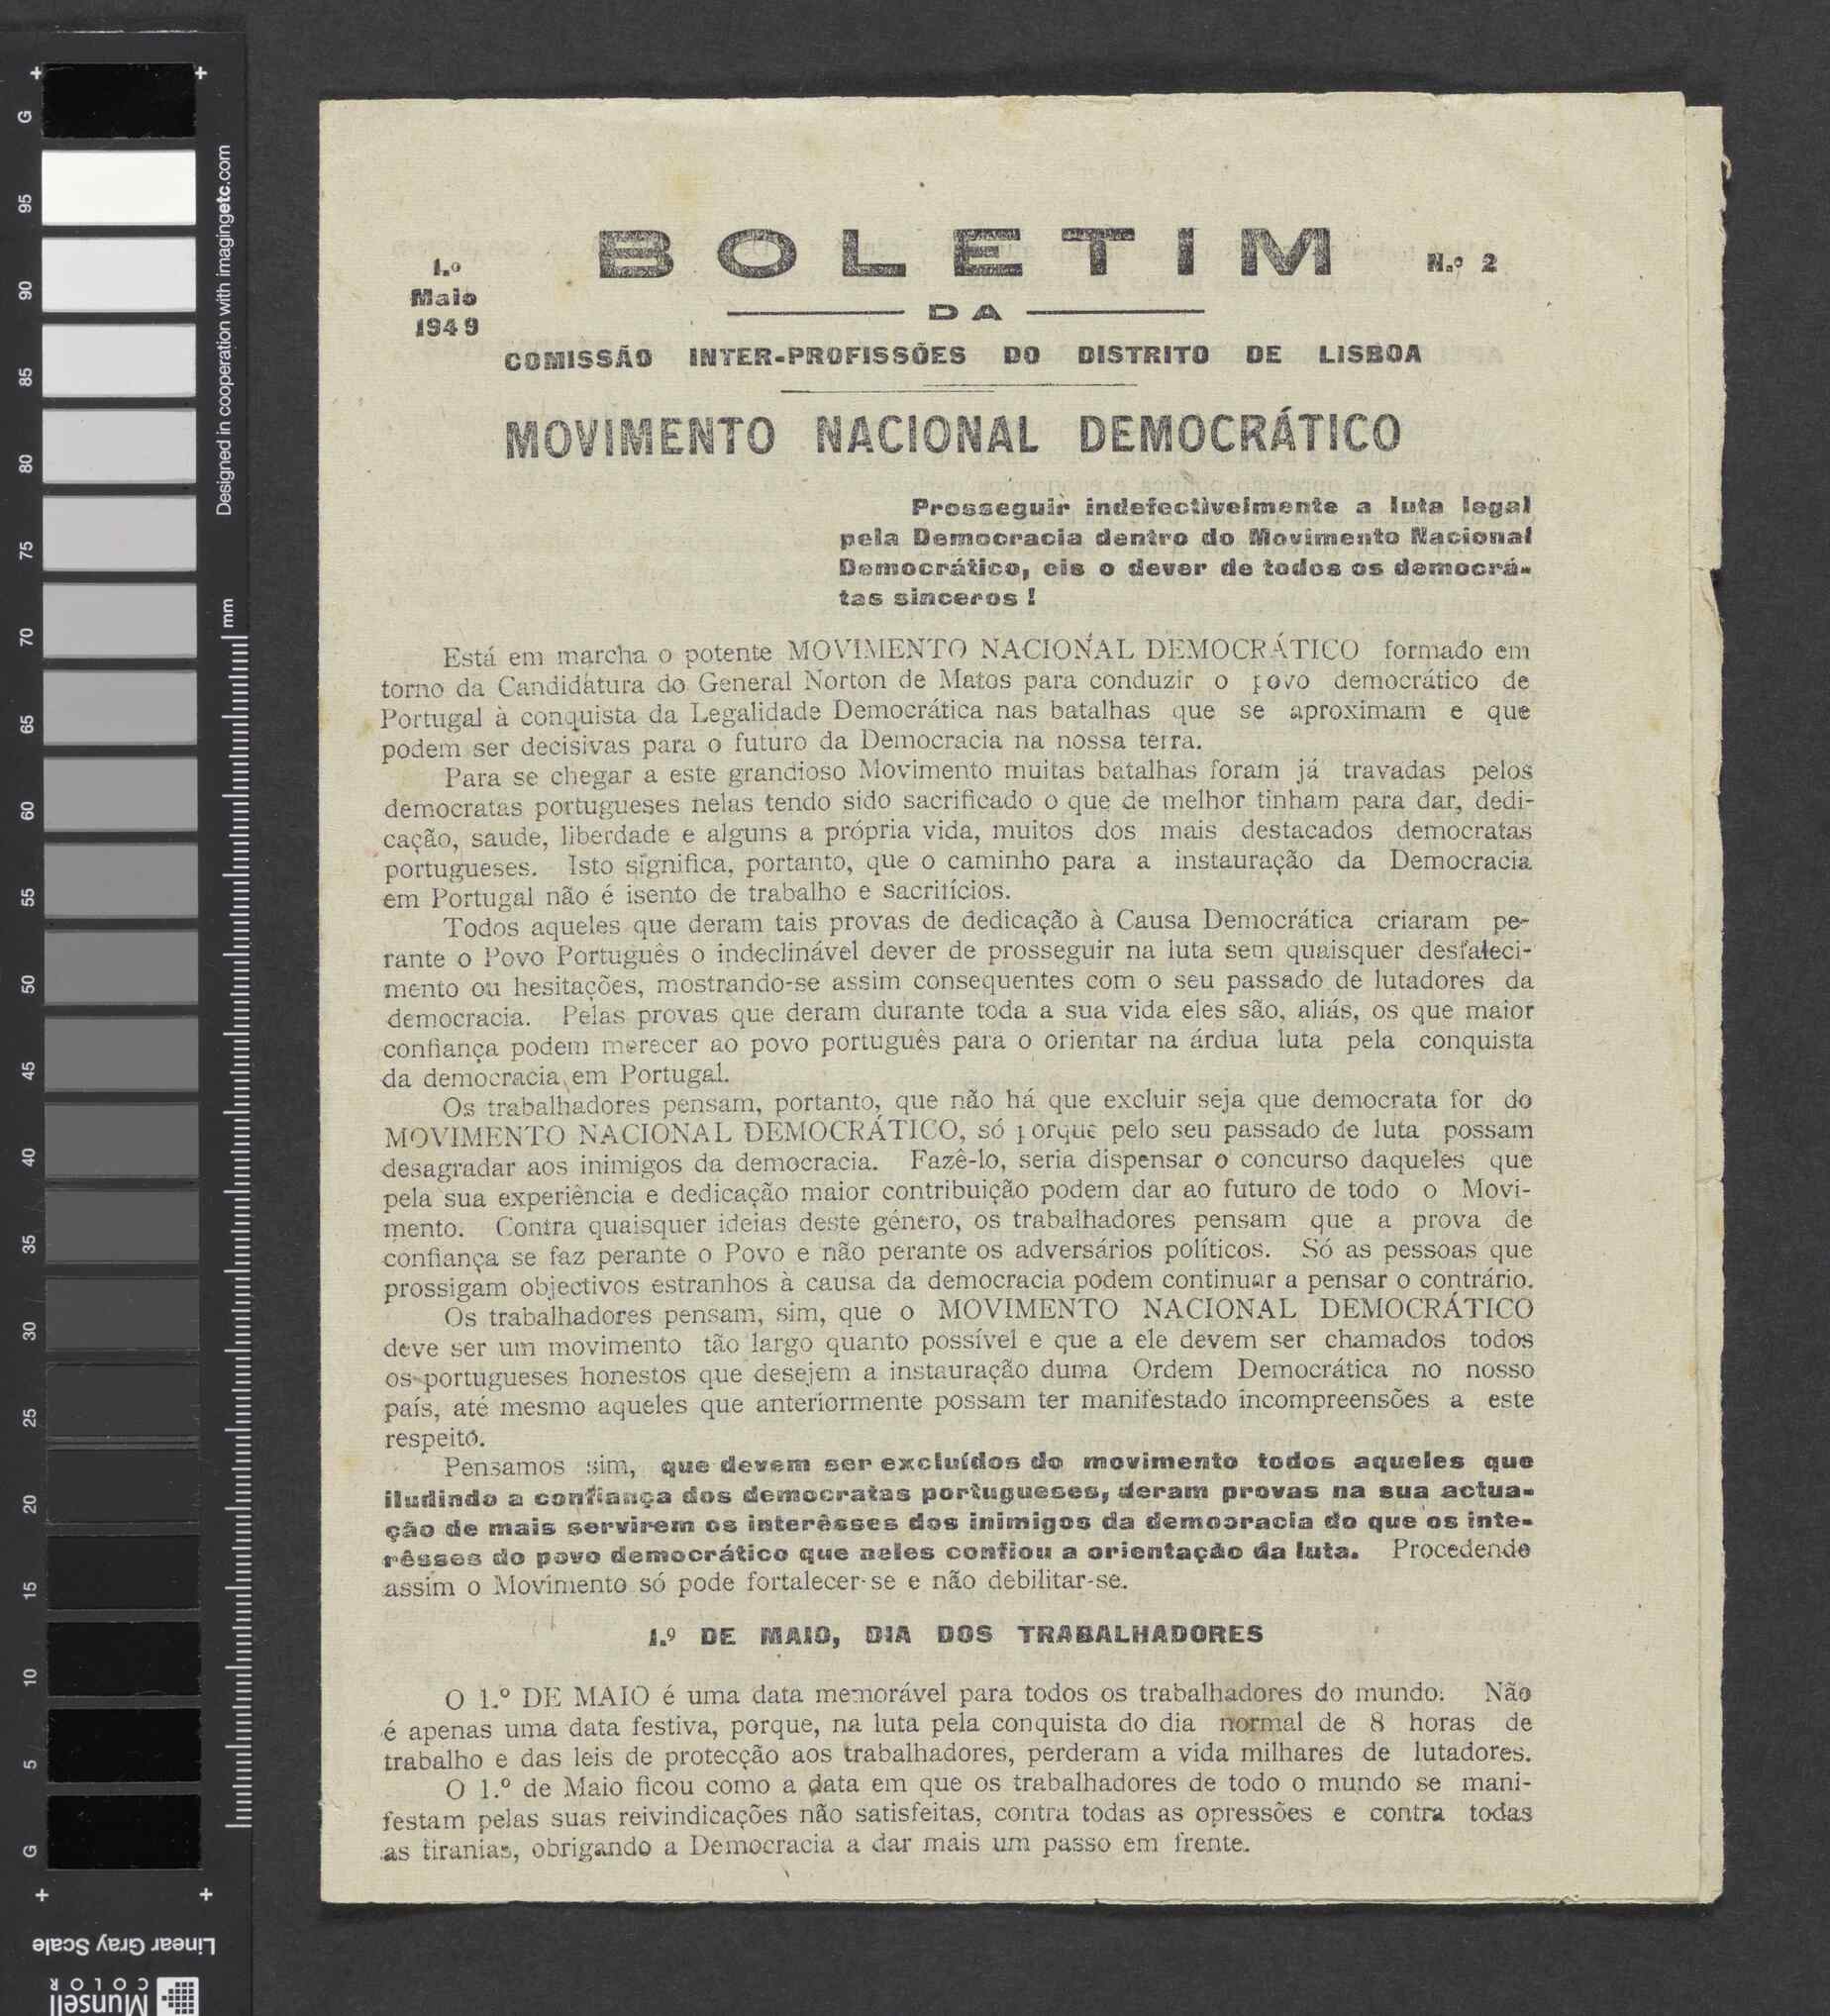 1.º
Maio
1949
BOLETIM
N.º 2
DA
COMISSÃO INTER-PROFISSÕES DO DISTRITO DE LISBOA
MOVIMENTO NACIONAL DEMOCRÁTICO
Prosseguir indefectivelmente a luta legal
pela Democracia dentro do Movimento Nacional
Democrático, eis o dever de todos os democrá-
tas sinceros !
Está em marcha o potente MOVIMENTO NACIONAL DEMOCRÁTICO formado em
torno da Candidatura do General Norton de Matos para conduzir o povo democrático de
Portugal à conquista da Legalidade Democrática nas batalhas que se aproximam e que
podem ser decisivas para o futuro da Democracia na nossa terra.
Para se chegar a este grandioso Movimento muitas batalhas foram já travadas pelos
democratas portugueses nelas tendo sido sacrificado o que de melhor tinham para dar, dedi-
cação, saude, liberdade e alguns a própria vida, muitos dos mais destacados democratas
portugueses. Isto significa, portanto, que o caminho para a instauração da Democracia
em Portugal não é isento de trabalho e sacrifícios.
Todos aqueles que deram tais provas de dedicação à Causa Democrática criaram pe-
rante o Povo Português o indeclinável dever de prosseguir na luta sem quaisquer desfaleci-
mento ou hesitações, mostrando-se assim consequentes com o seu passado de lutadores da
democracia. Pelas provas que deram durante toda a sua vida eles são, aliás, os que maior
confiança podem merecer ao povo português para o orientar na árdua luta pela conquista
da democracia em Portugal.
Os trabalhadores pensam, portanto, que não há que excluir seja que democrata for do
MOVIMENTO NACIONAL DEMOCRÁTICO, só porque pelo seu passado de luta possam
desagradar aos inimigos da democracia. Fazê-lo, seria dispensar o concurso daqueles que
pela sua experiência e dedicação maior contribuição podem dar ao futuro de todo o Movi-
mento. Contra quaisquer ideias deste género, os trabalhadores pensam que a prova de
confiança se faz perante o Povo e não perante os adversários políticos. Só as pessoas que
prossigam objectivos estranhos à causa da democracia podem continuar a pensar o contrário.
Os trabalhadores pensam, sim, que o MOVIMENTO NACIONAL DEMOCRÁTICO
deve ser um movimento tão largo quanto possível e que a ele devem ser chamados todos
os portugueses honestos que desejem a instauração duma Ordem Democrática no nosso
país, até mesmo aqueles que anteriormente possam ter manifestado incompreensões a este
respeito.
Pensamos sim, que devem ser excluídos do movimento todos aqueles que
iludindo a confiança dos democratas portugueses, deram provas na sua actua-
ção de mais servirem os interêsses dos inimigos da democracia do que os inte-
rêsses do povo democrático que neles confiou a orientação da luta. Procedendo
assim o Movimento só pode fortalecer-se e não debilitar-se.
1.º DE MAIO, DIA DOS TRABALHADORES
O 1.º DE MAIO é uma data memorável para todos os trabalhadores do mundo. Não
é apenas uma data festiva, porque, na luta pela conquista do dia normal de 8 horas de
trabalho e das leis de protecção aos trabalhadores, perderam a vida milhares de lutadores.
O 1.º de Maio ficou como a data em que os trabalhadores de todo o mundo se mani-
festam pelas suas reivindicações não satisfeitas, contra todas as opressões e contra todas
as tiranias, obrigando a Democracia a dar mais um passo em frente.
G
95
90
85
80
75
70
65
60
55
50
45
40
35
30
25
20
15
10
5
G
Designed in cooperation with imagingetc.com
mm
Linear Gray Scale
Munsell
COLOR